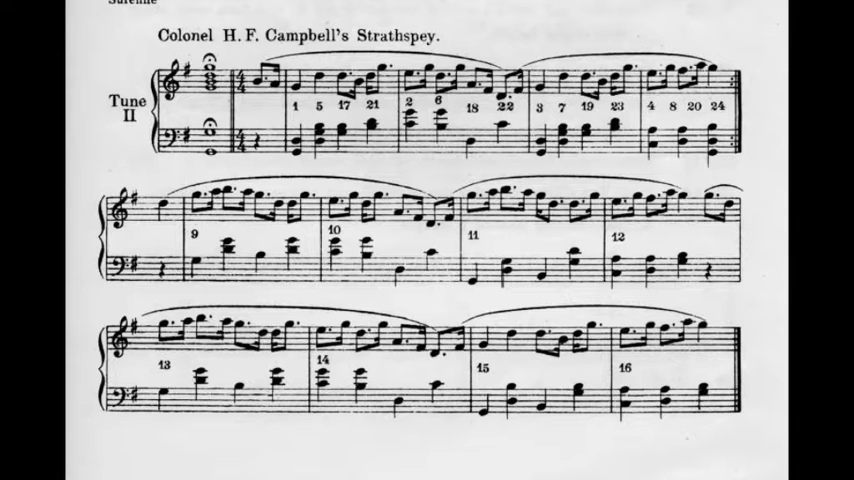 Surenne
Colonel H. F. Campbell's Strathspey.
Tune
II
1 5 17 21 2 6 18 22 3 7 19 23 4 8 20 24
9 10 11 12
13 14 15 16